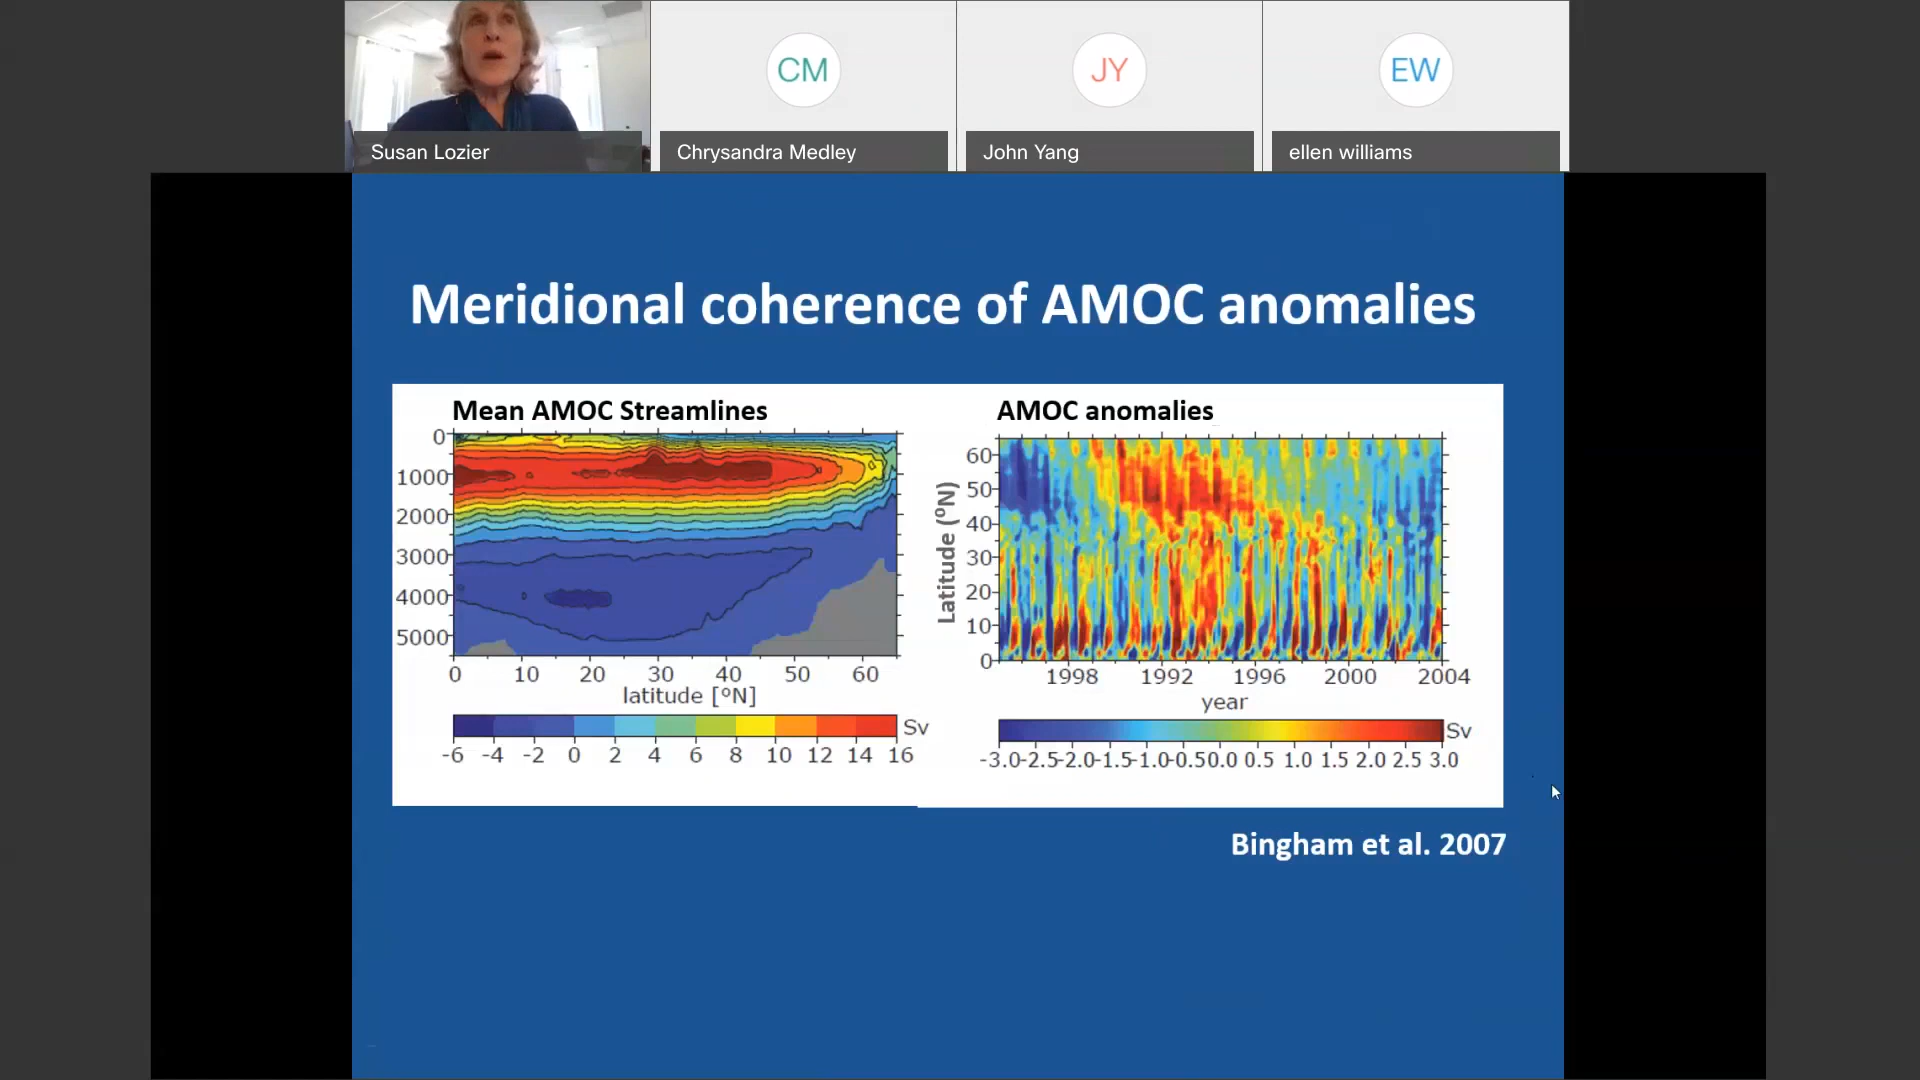 CM
JY
EW
Susan Lozier
Chrysandra Medley
John Yang
ellen williams
Meridional coherence of AMOC anomalies
Mean AMOC Streamlines
0
1000
2000
3000
4000
5000
0 10 20 30 40 50 60
latitude [ºN]
Sv
-6 -4 -2 0 2 4 6 8 10 12 14 16
AMOC anomalies
Latitude (ºN)
60
50
40
30
20
10
0
1998 1992 1996 2000 2004
year
Sv
-3.0-2.5-2.0-1.5-1.0-0.50.0 0.5 1.0 1.5 2.0 2.5 3.0
Bingham et al. 2007